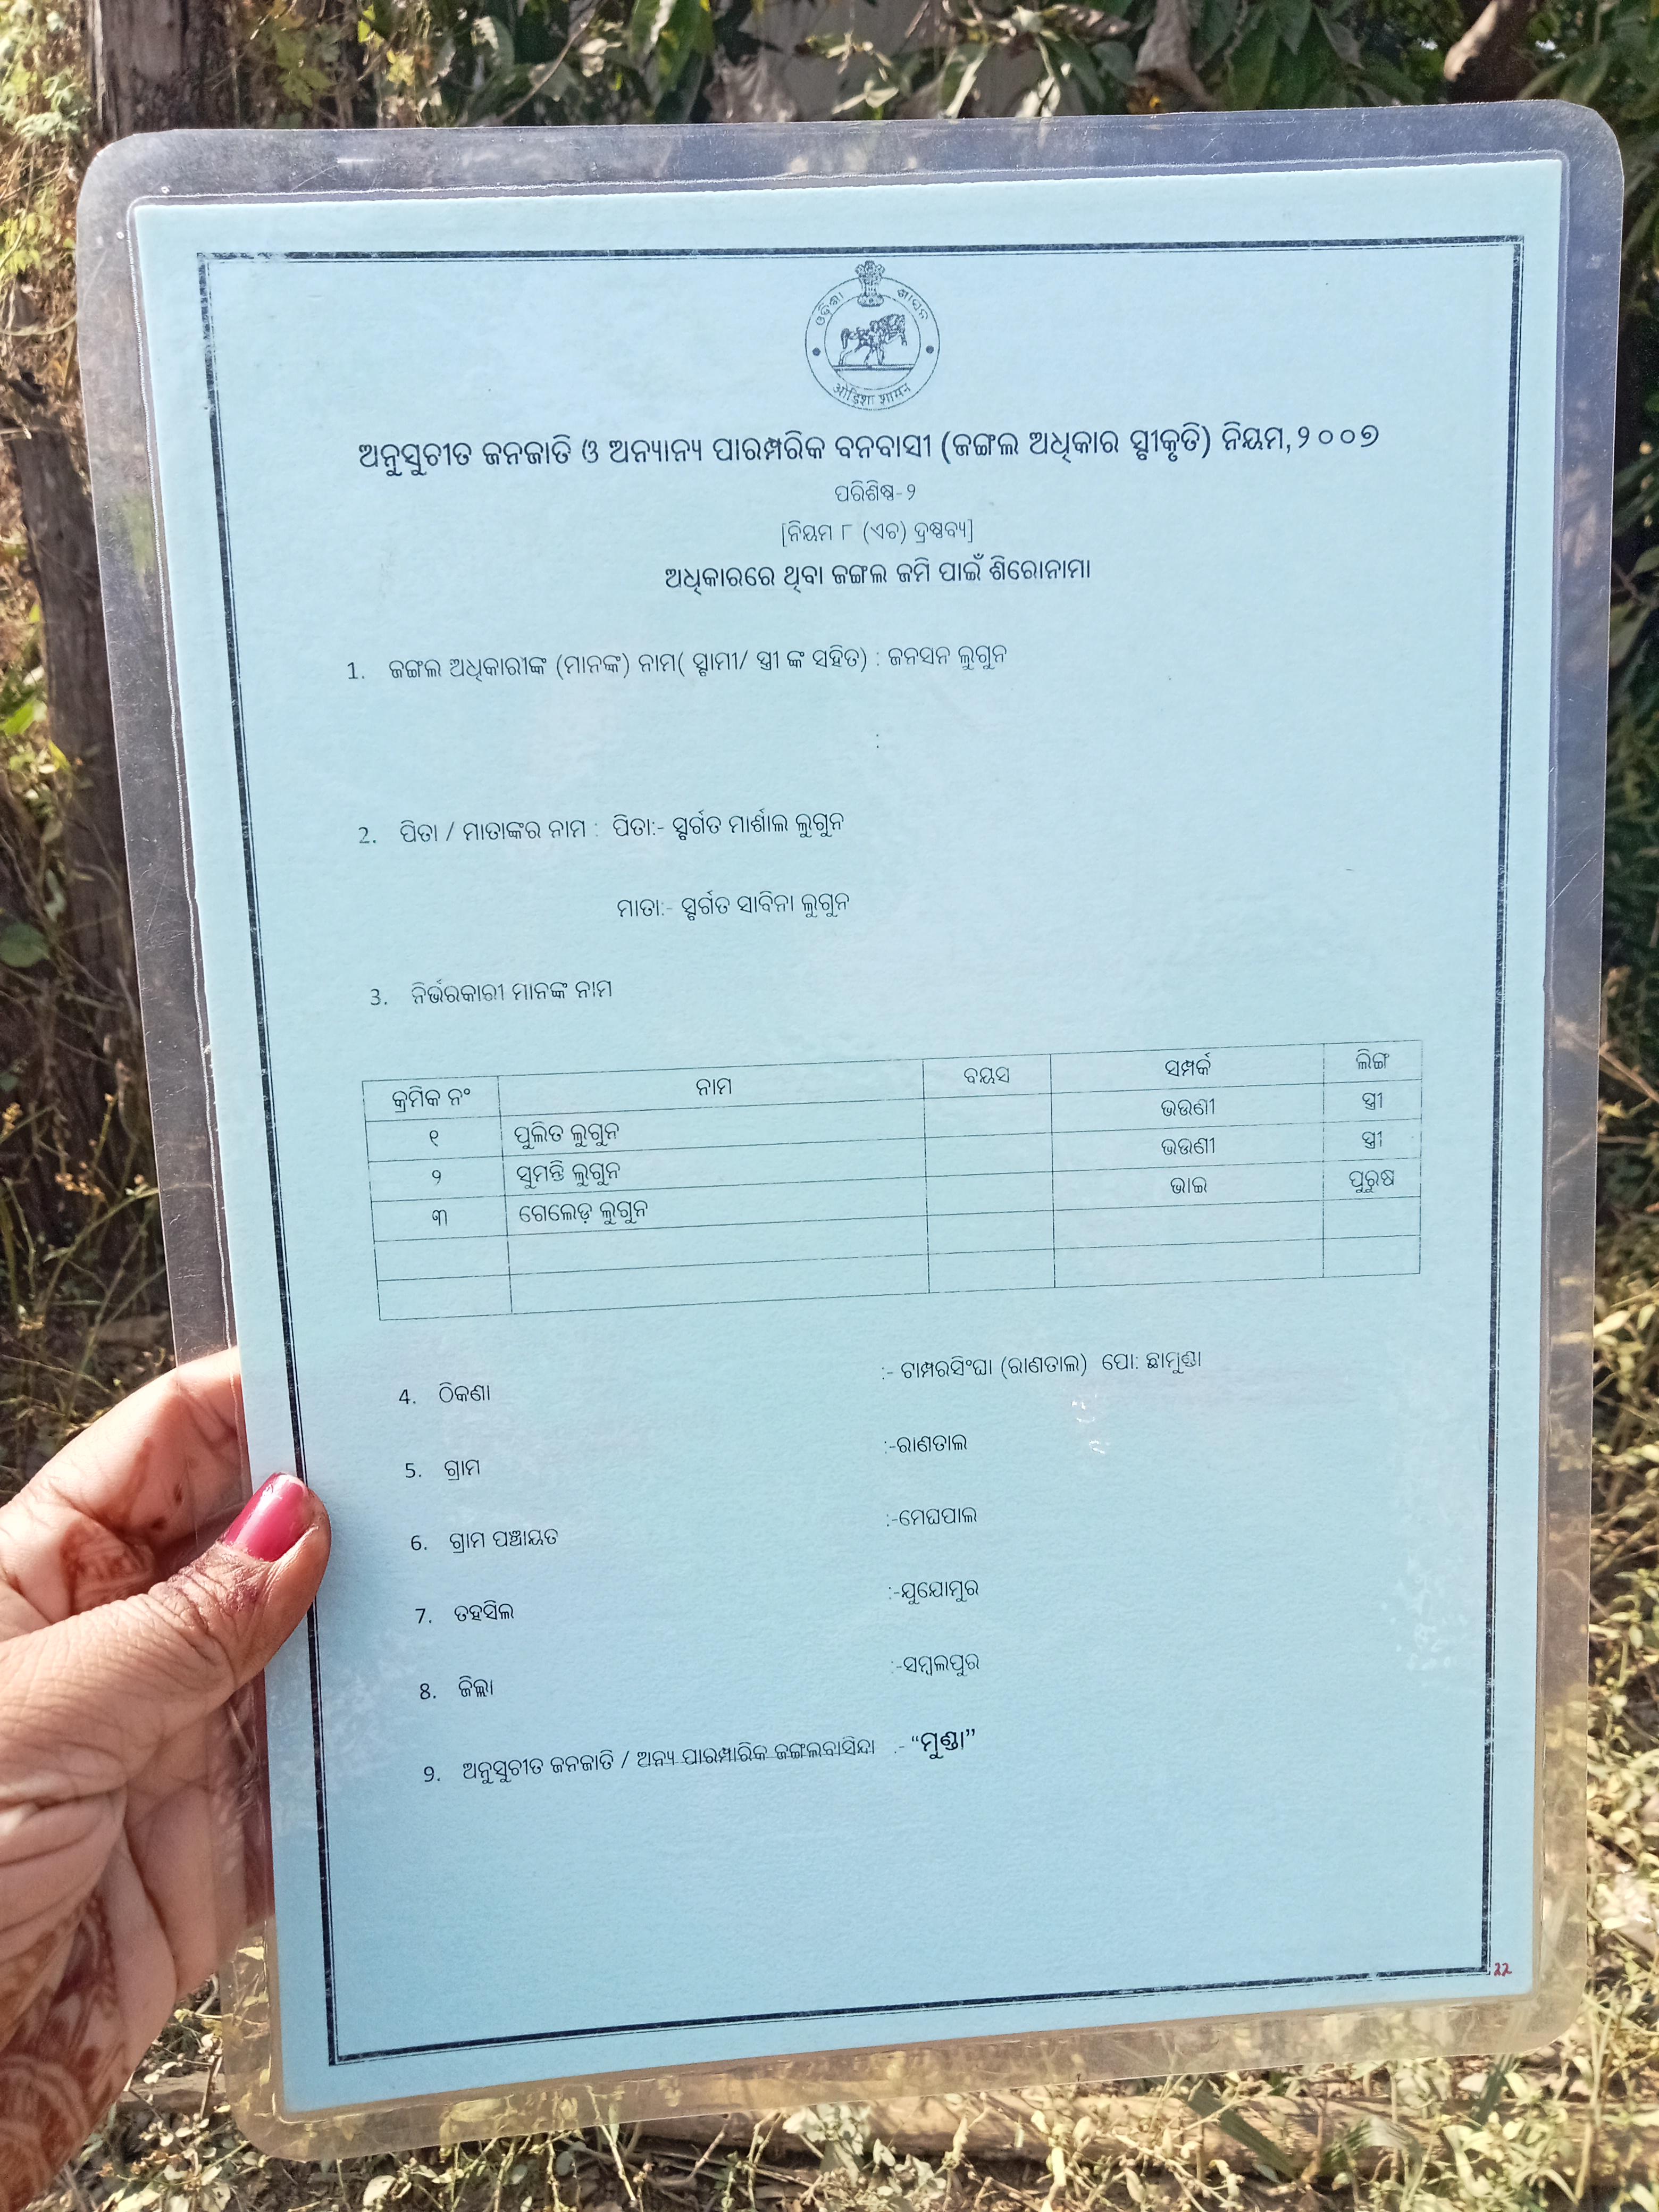 ଓଡ଼ିଶା ଶାସନ
ओडिशा शासन
ଅନୁସୁଚୀତ ଜନଜାତି ଓ ଅନ୍ୟାନ୍ୟ ପାରମ୍ପରିକ ବନବାସୀ (ଜଙ୍ଗଲ ଅଧିକାର ସ୍ବୀକୃତି) ନିୟମ,୨୦୦୭
ପରିଶିଷ୍ଠ-୨
[ନିୟମ ୮ (ଏଚ) ଦ୍ରଷ୍ଠବ୍ୟ]
ଅଧିକାରରେ ଥିବା ଜଙ୍ଗଲ ଜମି ପାଇଁ ଶିରୋନାମା
1. ଜଙ୍ଗଲ ଅଧିକାରୀଙ୍କ (ମାନଙ୍କ) ନାମ( ସ୍ବାମୀ/ ସ୍ତ୍ରୀ ଙ୍କ ସହିତ) : ଜନସନ ଲୁଗୁନ
:
2. ପିତା / ମାତାଙ୍କର ନାମ : ପିତା:- ସ୍ବର୍ଗତ ମାର୍ଶାଲ ଲୁଗୁନ
ମାତା:- ସ୍ବର୍ଗତ ସାବିନା ଲୁଗୁନ
3. ନିର୍ଭରକାରୀ ମାନଙ୍କ ନାମ
କ୍ରମିକ ନଂ ନାମ ବୟସ ସମ୍ପର୍କ ଲିଙ୍ଗ
୧ ପୁଲିତ ଲୁଗୁନ ଭଉଣୀ ସ୍ତ୍ରୀ
୨ ସୁମନ୍ତି ଲୁଗୁନ ଭଉଣୀ ସ୍ତ୍ରୀ
୩ ଗେଲେଡ଼ ଲୁଗୁନ ଭାଇ ପୁରୁଷ
4. ଠିକଣା :- ଟାମ୍ପରସିଂଘା (ରାଣତାଲ) ପୋ: ଛାମୁଣ୍ଡା
5. ଗ୍ରାମ :-ରାଣତାଲ
6. ଗ୍ରାମ ପଞ୍ଚାୟତ :-ମେଘପାଲ
7. ତହସିଲ :-ଯୁଯୋମୁର
8. ଜିଲ୍ଲା :-ସମ୍ବଲପୁର
9. ଅନୁସୁଚୀତ ଜନଜାତି / ଅନ୍ୟ ପାରମ୍ପାରିକ ଜଙ୍ଗଲବାସିନ୍ଦା :- “ମୁଣ୍ଡା”
22